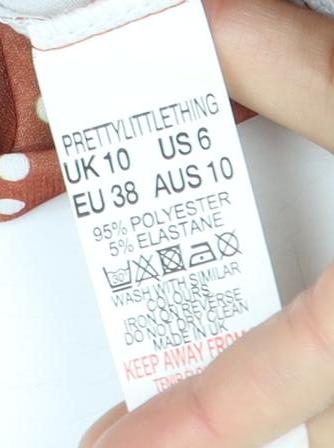 PRETTYLITTLETHING
UK 10 US 6
EU 38 AUS 10
95% POLYESTER
5% ELASTANE
30
WASH WITH SIMILAR
COLOURS
IRON ON REVERSE
DO NOT DRY CLEAN
MADE IN UK
KEEP AWAY FROM